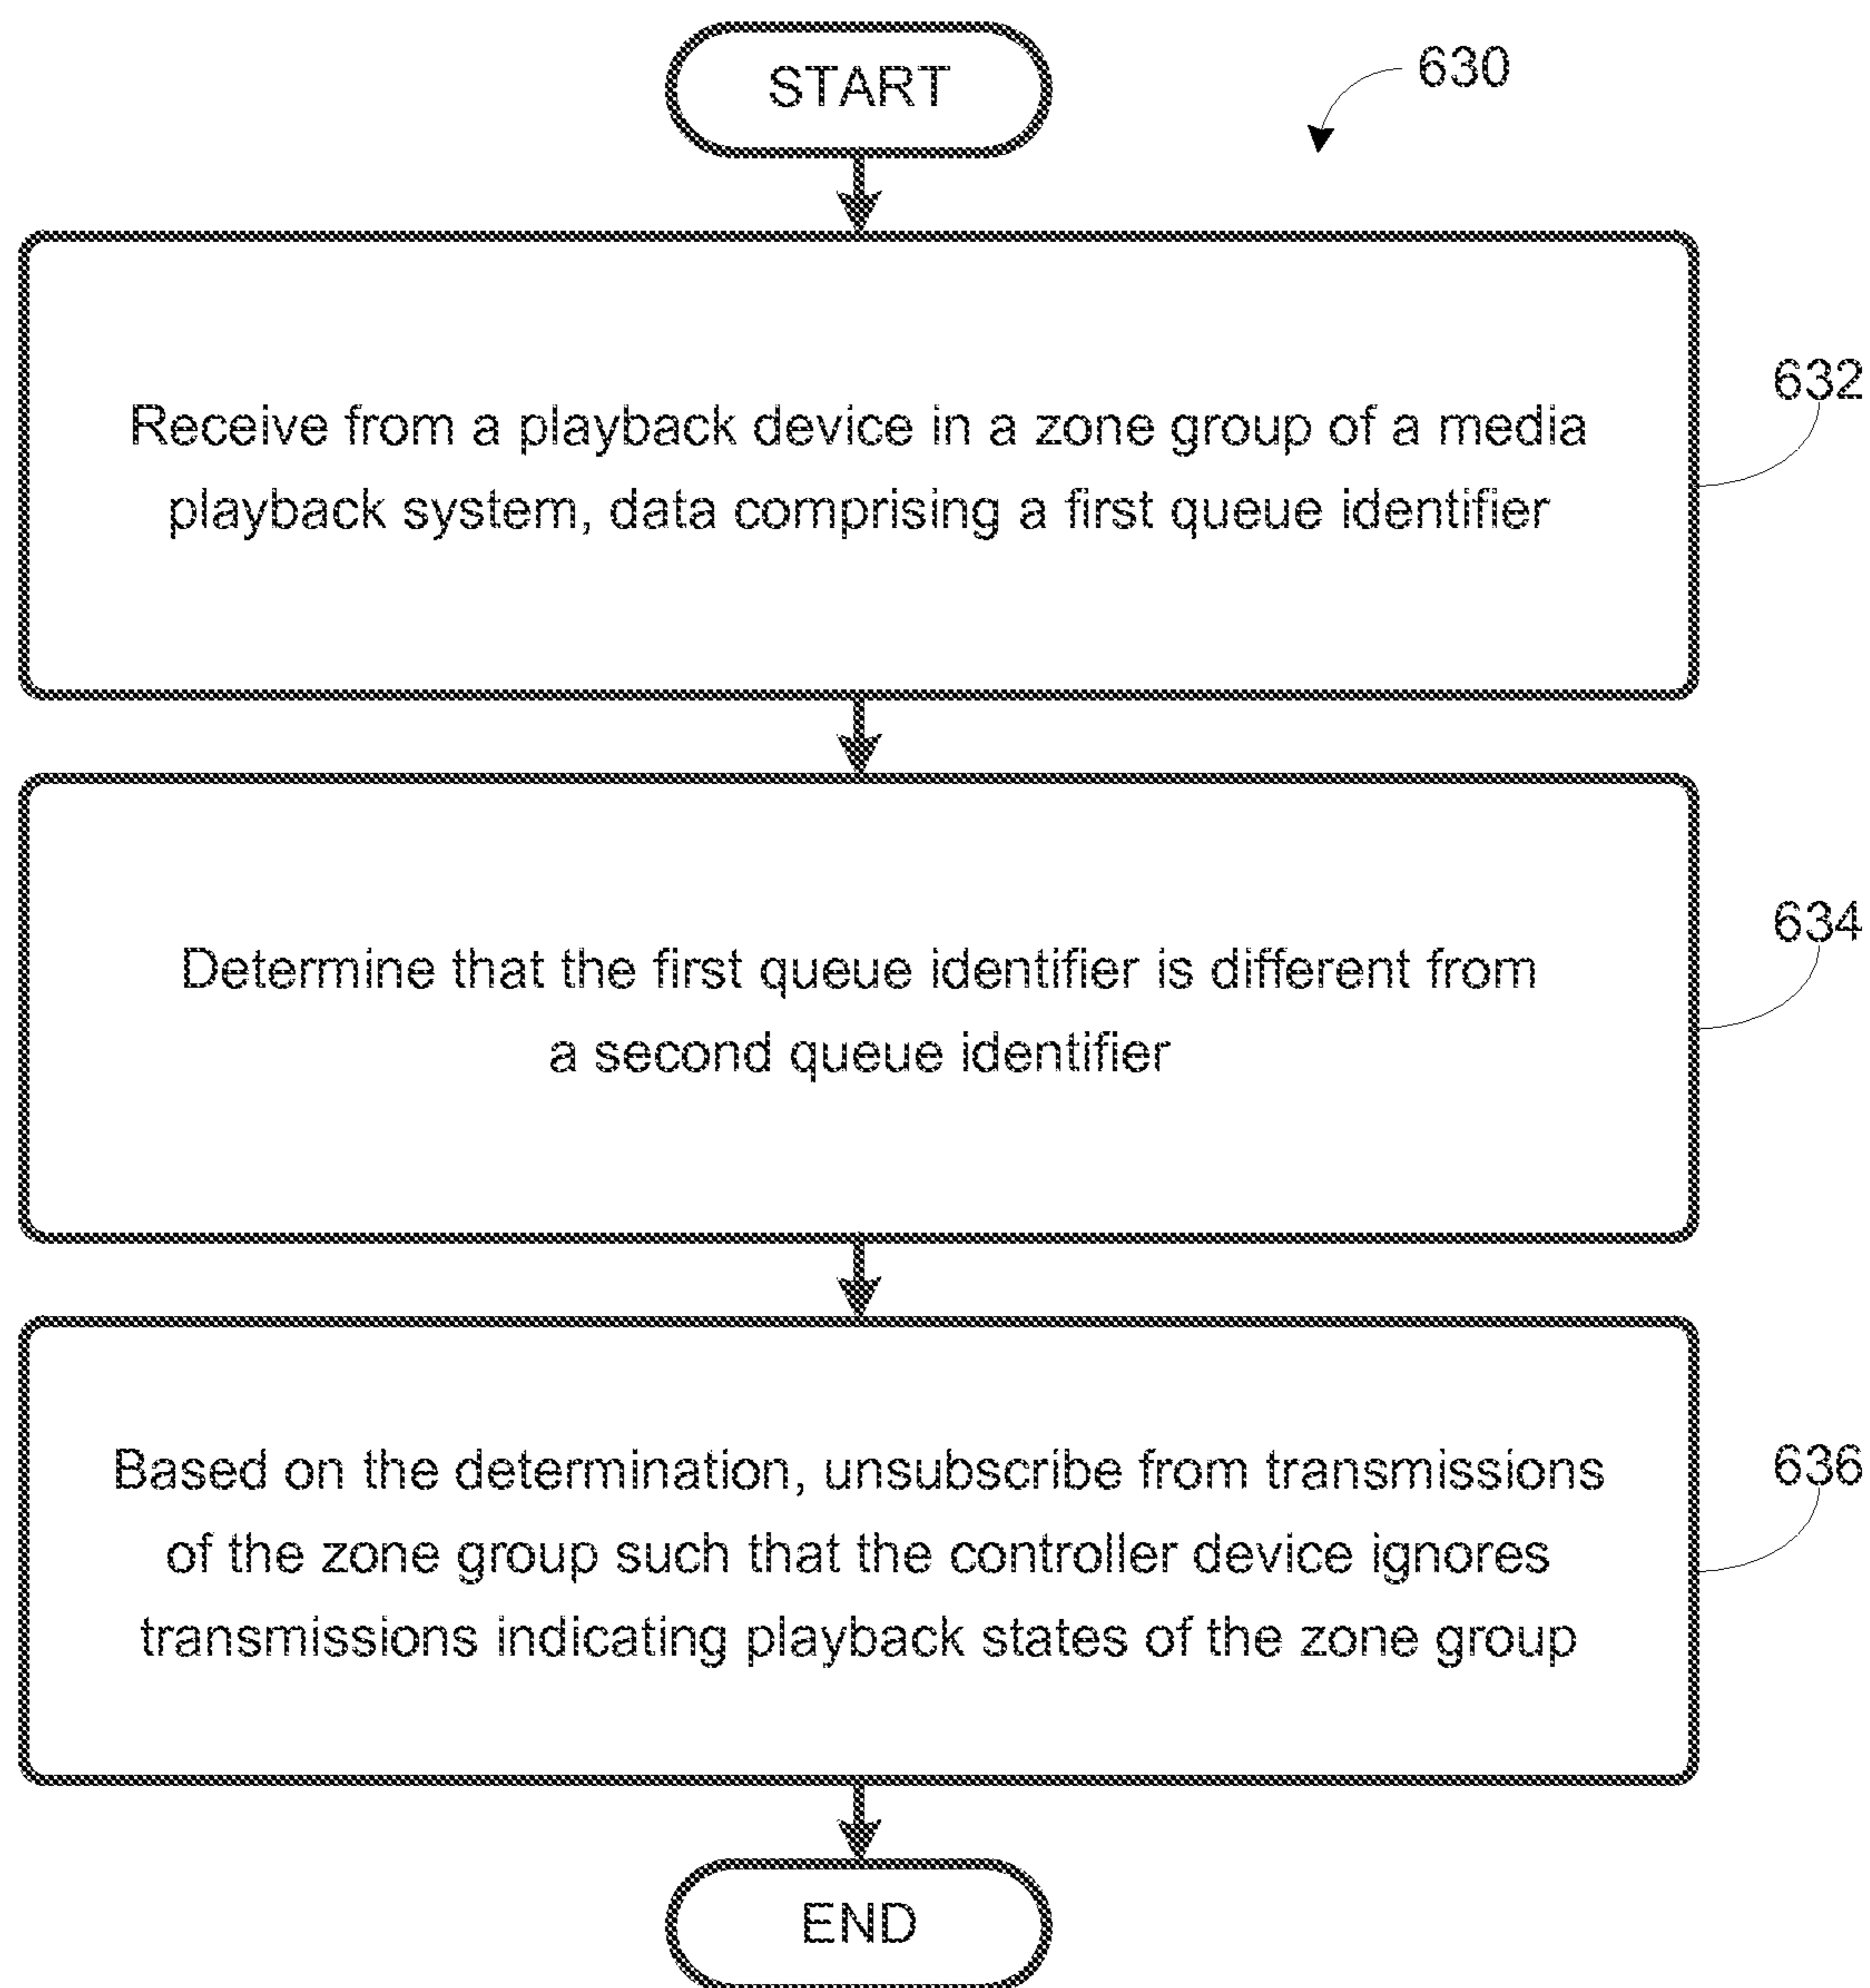 START
630
Receive from a playback device in a zone group of a media
playback system, data comprising a first queue identifier
632
Determine that the first queue identifier is different from
a second queue identifier
634
Based on the determination, unsubscribe from transmissions
of the zone group such that the controller device ignores
transmissions indicating playback states of the zone group
636
END